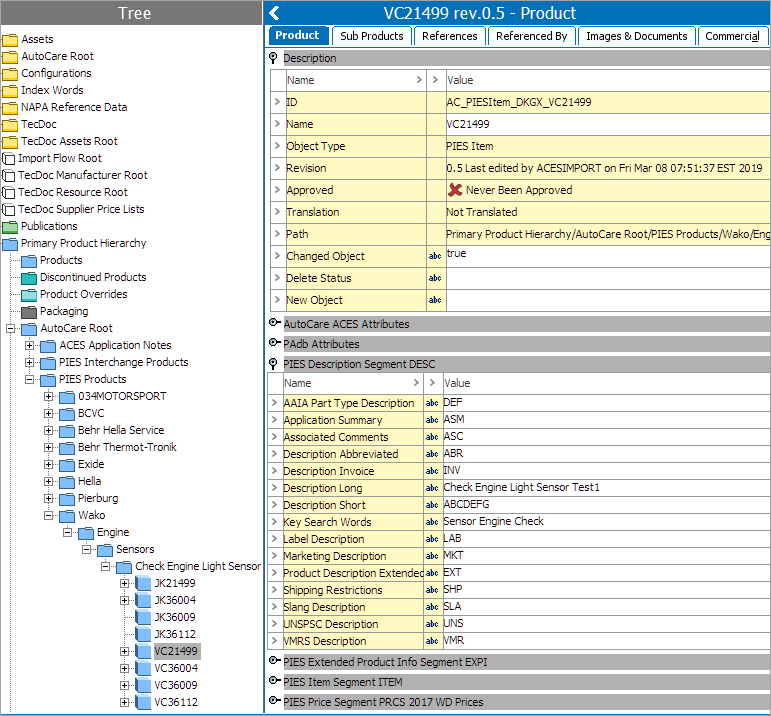 Tree
Assets
AutoCare Root
Configurations
Index Words
NAPA Reference Data
TecDoc
TecDoc Assets Root
Import Flow Root
TecDoc Manufacturer Root
TecDoc Resource Root
TecDoc Supplier Price Lists
Publications
Primary Product Hierarchy
Products
Discontinued Products
Product Overrides
Packaging
AutoCare Root
ACES Application Notes
PIES Interchange Products
PIES Products
034MOTORSPORT
BCVC
Behr Hella Service
Behr Thermot-Tronik
Exide
Hella
Pierburg
Wako
Engine
Sensors
Check Engine Light Sensor
JK21499
JK36004
JK36009
JK36112
VC21499
VC36004
VC36009
VC36112
VC21499 rev.0.5 - Product
Product Sub Products References Referenced By Images & Documents Commercial
Description
Name > > Value
> ID AC_PIESItem_DKGX_VC21499
> Name VC21499
> Object Type PIES Item
> Revision 0.5 Last edited by ACESIMPORT on Fri Mar 08 07:51:37 EST 2019
> Approved Never Been Approved
> Translation Not Translated
> Path Primary Product Hierarchy/AutoCare Root/PIES Products/Wako/Eng
> Changed Object abc true
> Delete Status abc
> New Object abc
AutoCare ACES Attributes
PAdb Attributes
PIES Description Segment DESC
Name > > Value
> AAIA Part Type Description abc DEF
> Application Summary abc ASM
> Associated Comments abc ASC
> Description Abbreviated abc ABR
> Description Invoice abc INV
> Description Long abc Check Engine Light Sensor Test1
> Description Short abc ABCDEFG
> Key Search Words abc Sensor Engine Check
> Label Description abc LAB
> Marketing Description abc MKT
> Product Description Extended abc EXT
> Shipping Restrictions abc SHP
> Slang Description abc SLA
> UNSPSC Description abc UNS
> VMRS Description abc VMR
PIES Extended Product Info Segment EXPI
PIES Item Segment ITEM
PIES Price Segment PRCS 2017 WD Prices